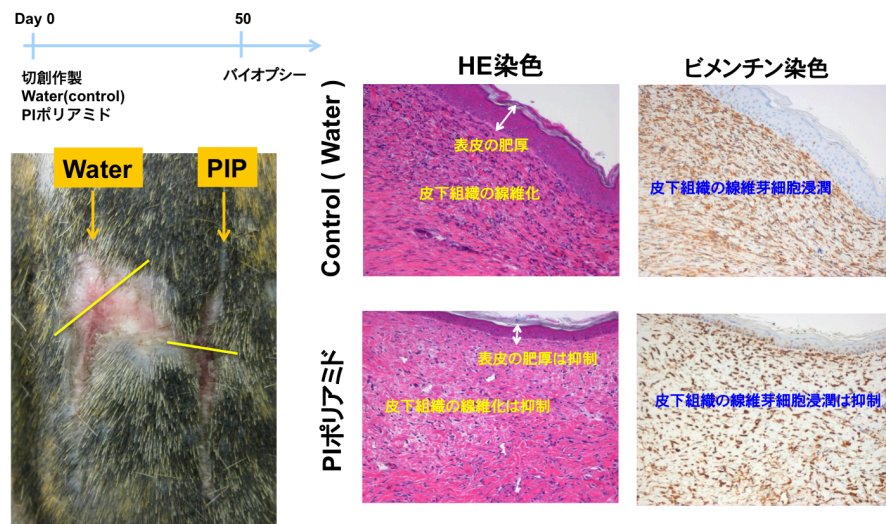 Day 0
50
切創作製
Water(control)
PIポリアミド
バイオプシー
Water
PIP
HE染色
ビメンチン染色
Control ( Water )
表皮の肥厚
皮下組織の線維化
皮下組織の線維芽細胞浸潤
PIポリアミド
表皮の肥厚は抑制
皮下組織の線維化は抑制
皮下組織の線維芽細胞浸潤は抑制